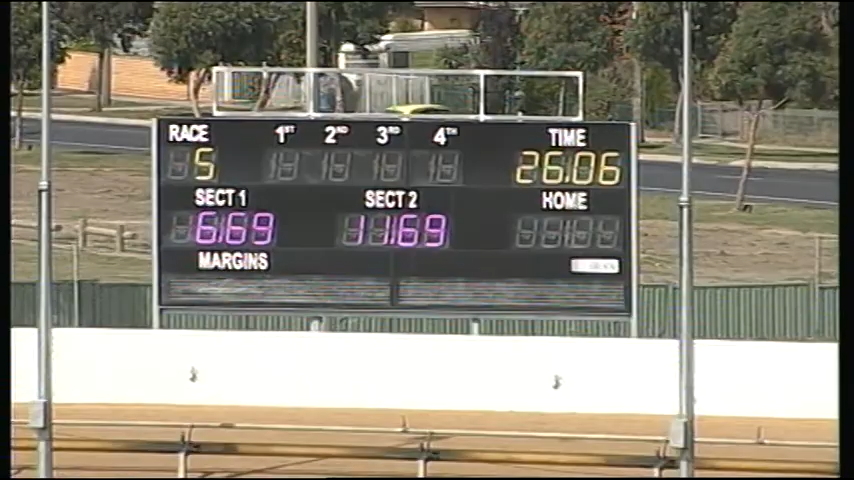 RACE 1ST 2ND 3RD 4TH TIME
5 26.06
SECT 1 SECT 2 HOME
6.69 11.69
MARGINS